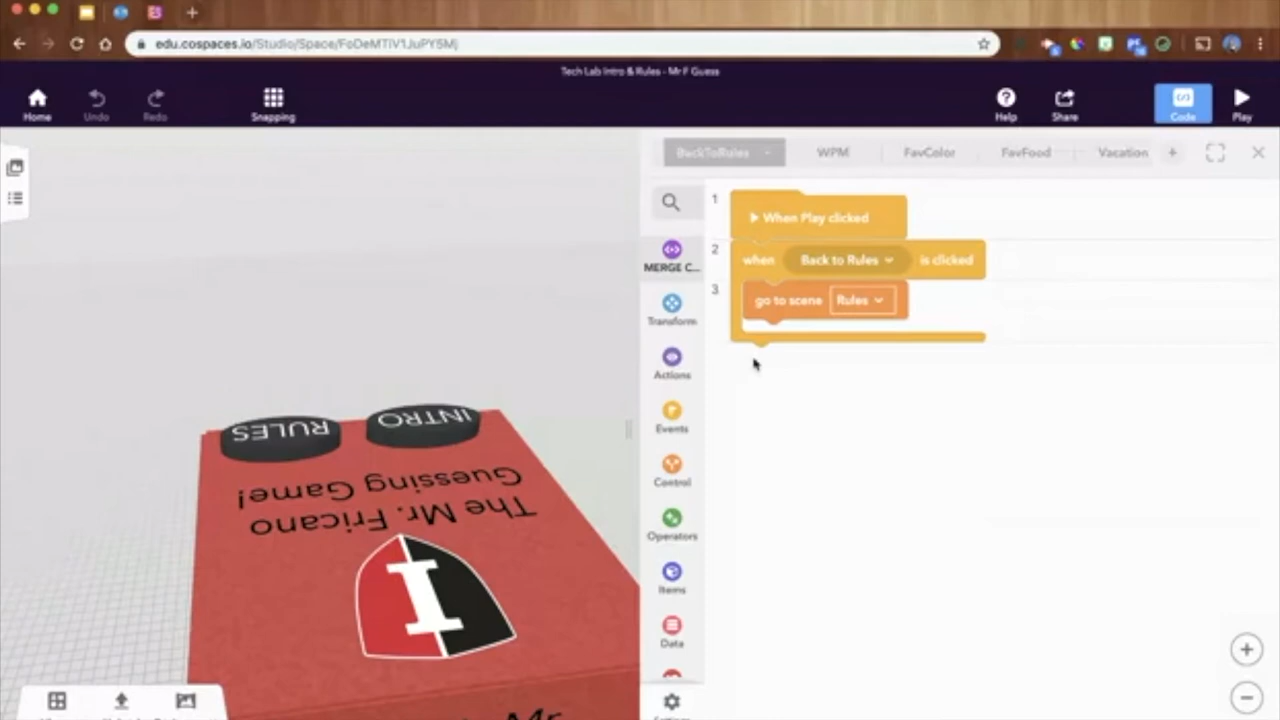 edu.cospaces.io/Studio/Space/FoDeMTiV1JuPY5Mj
Tech Lab Intro & Rules - Mr F Guess
Home
Undo
Redo
Snapping
Help
Share
Code
Play
BackToRules
WPM
FavColor
FavFood
Vacation
1
When Play clicked
2
when Back to Rules is clicked
3
go to scene Rules
MERGE C...
Transform
Actions
Events
Control
Operators
Items
Data
RULES
INTRO
The Mr. Fricano
Guessing Game!
I
Mr.